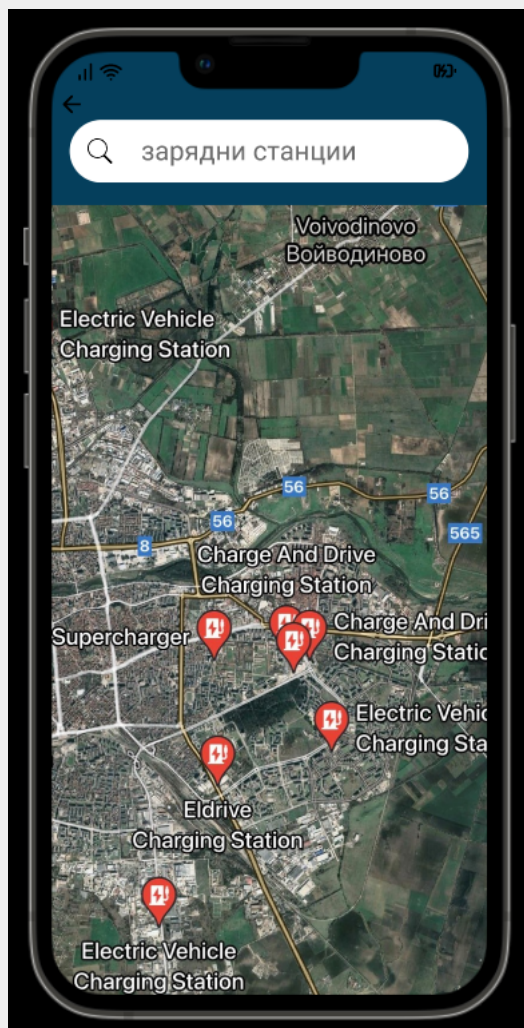 зарядни станции
Voivodinovo
Войводиново
Electric Vehicle
Charging Station
56
56
56
565
8
Charge And Drive
Charging Station
Supercharger
Charge And Dri
Charging Static
Electric Vehic
Charging Sta
Eldrive
Charging Station
Electric Vehicle
Charging Station